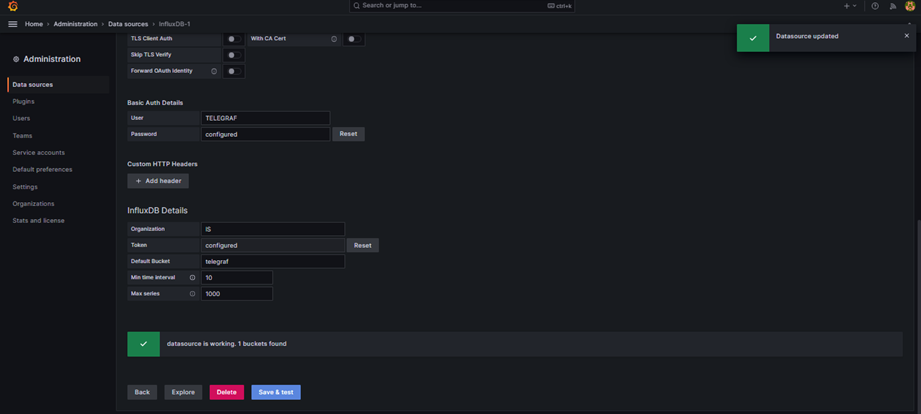 Search or jump to...
ctrl+k
Home › Administration › Data sources › InfluxDB-1
Datasource updated
Administration
Data sources
Plugins
Users
Teams
Service accounts
Default preferences
Settings
Organizations
Stats and license
TLS Client Auth
With CA Cert
Skip TLS Verify
Forward OAuth Identity
Basic Auth Details
User TELEGRAF
Password configured Reset
Custom HTTP Headers
+ Add header
InfluxDB Details
Organization IS
Token configured Reset
Default Bucket telegraf
Min time interval 10
Max series 1000
datasource is working. 1 buckets found
Back Explore Delete Save & test